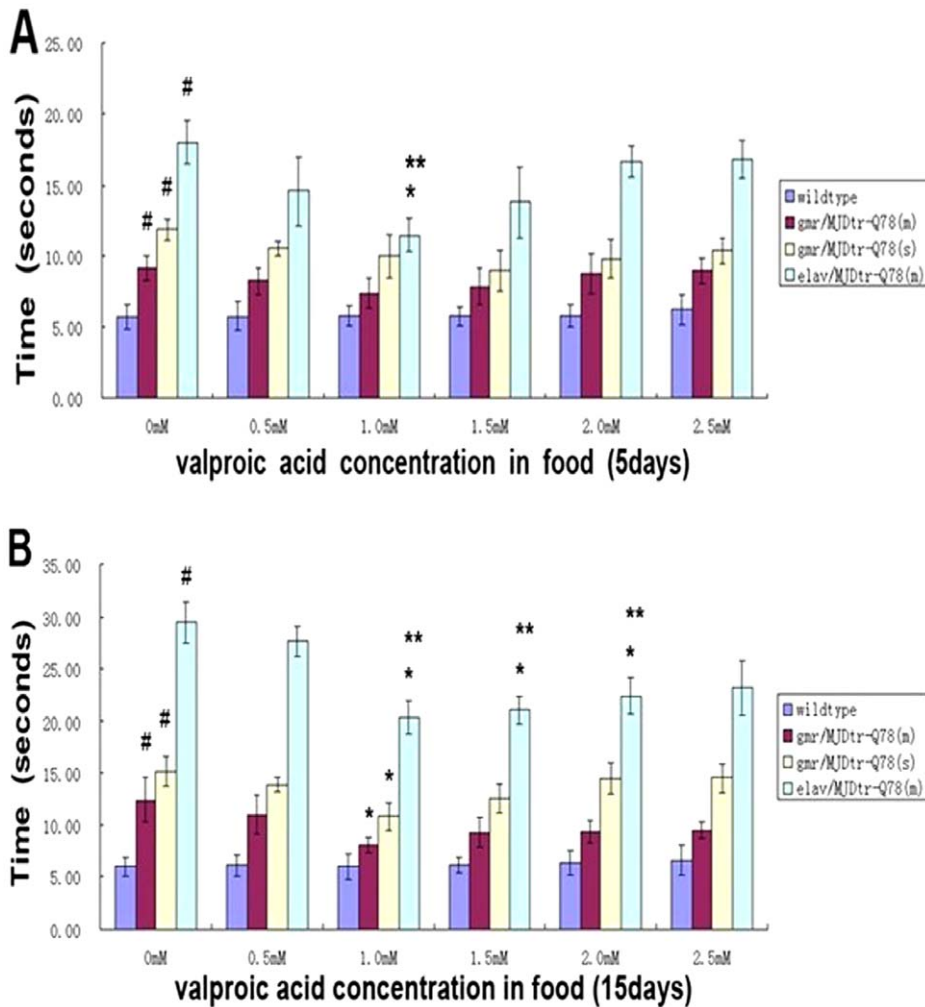 A
25.00
#
20.00
#
#
**
*
15.00
10.00
5.00
0.00
Time (seconds)
0mM 0.5mM 1.0mM 1.5mM 2.0mM 2.5mM
valproic acid concentration in food (5days)
wildtype
gmr/MJDtr-Q78(m)
gmr/MJDtr-Q78(s)
elav/MJDtr-Q78(m)
B
35.00
30.00
25.00
20.00
15.00
10.00
5.00
0.00
#
#
#
** ** **
* * *
*
*
Time (seconds)
0mM 0.5mM 1.0mM 1.5mM 2.0mM 2.5mM
valproic acid concentration in food (15days)
wildtype
gmr/MJDtr-Q78(m)
gmr/MJDtr-Q78(s)
elav/MJDtr-Q78(m)